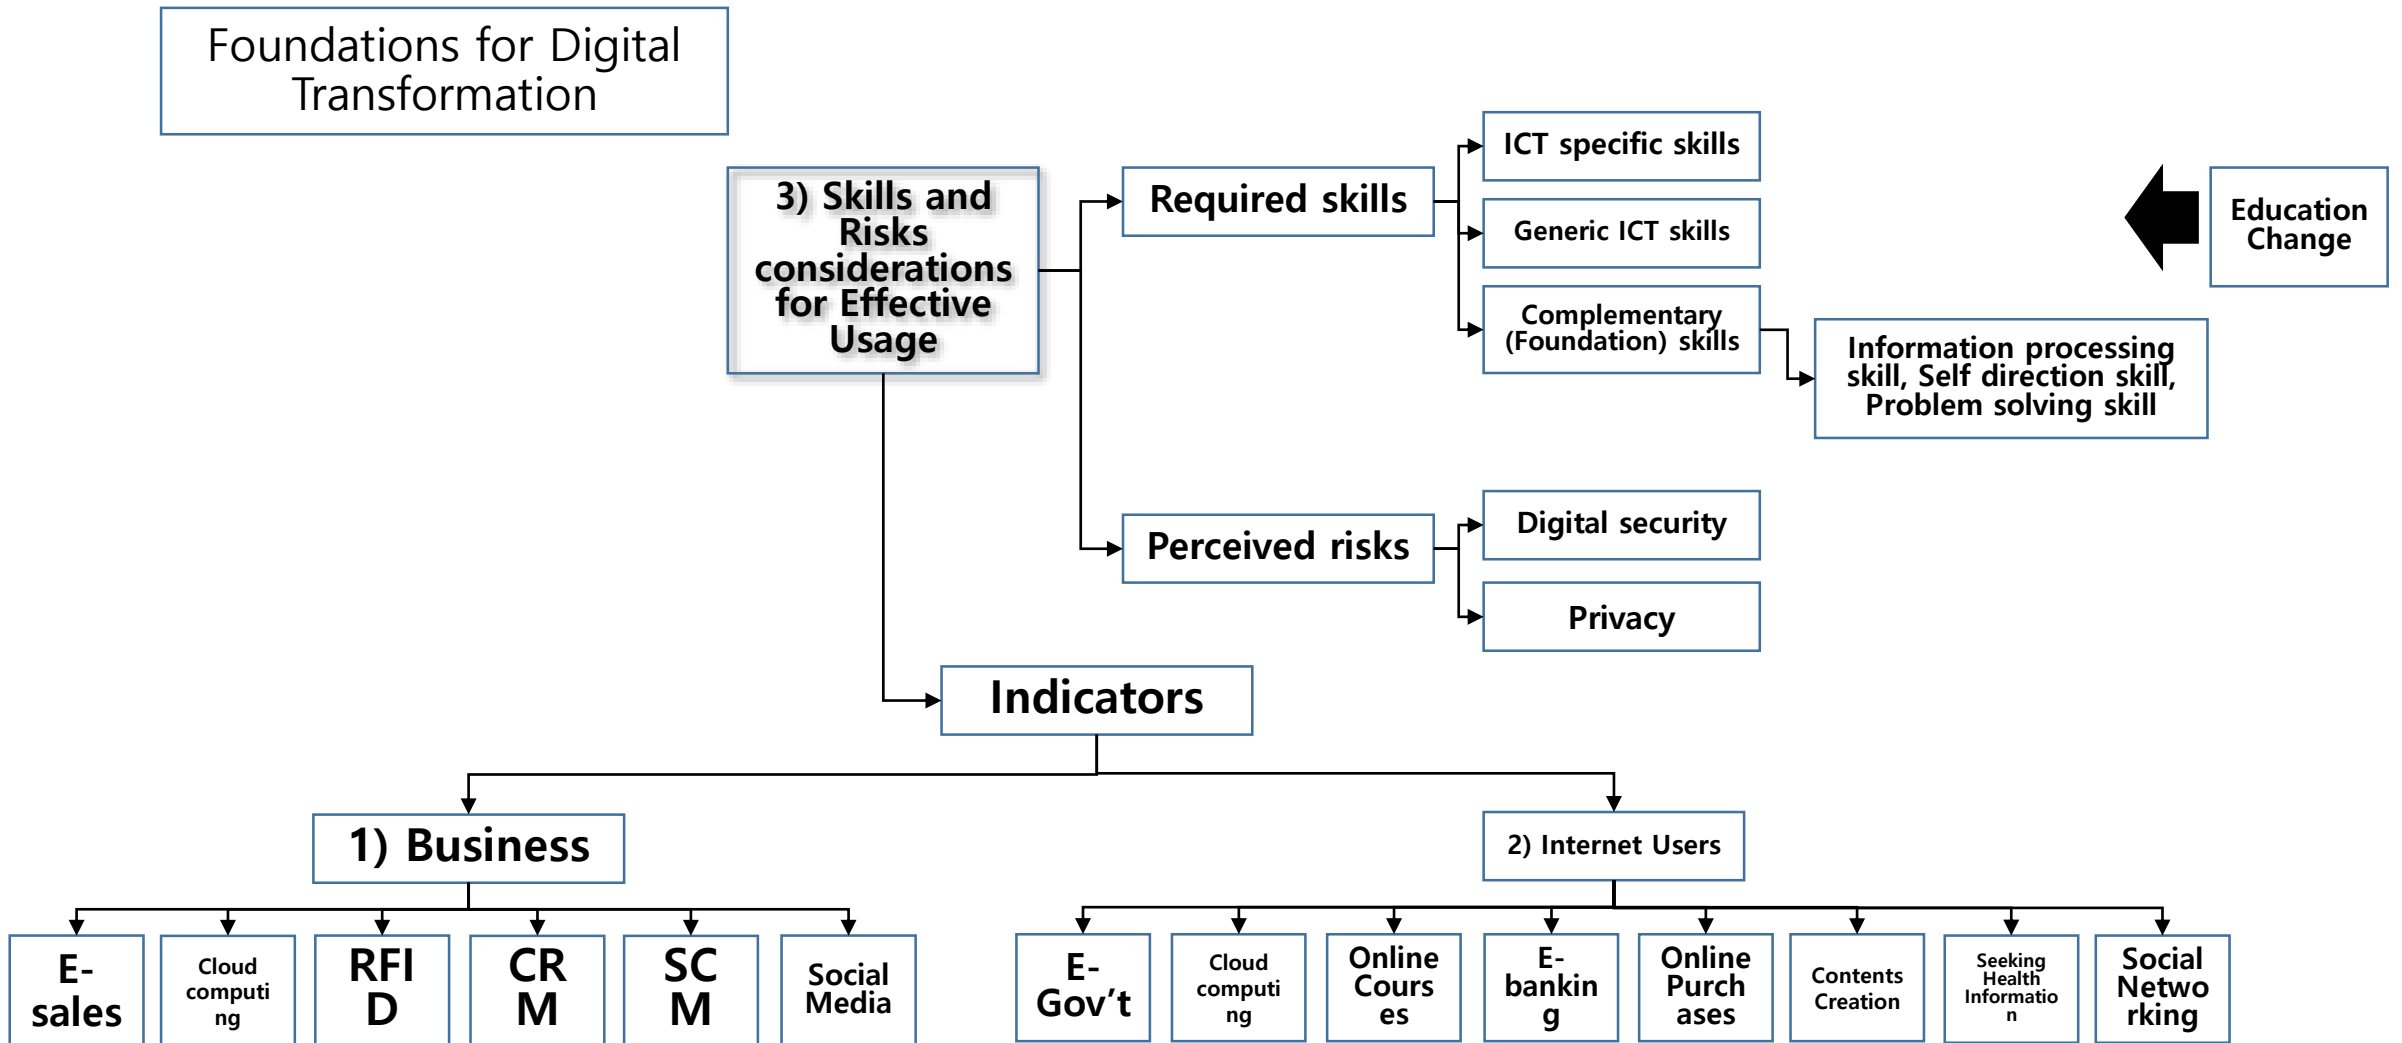 Foundations for Digital
Transformation
3) Skills and
Risks
considerations
for Effective
Usage
Required skills
ICT specific skills
Generic ICT skills
Complementary
(Foundation) skills
Information processing
skill, Self direction skill,
Problem solving skill
Education
Change
Perceived risks
Digital security
Privacy
Indicators
1) Business
2) Internet Users
E-
sales
Cloud
computi
ng
RFI
D
CR
M
SC
M
Social
Media
E-
Gov’t
Cloud
computi
ng
Online
Cours
es
E-
bankin
g
Online
Purch
ases
Contents
Creation
Seeking
Health
Informatio
n
Social
Netwo
rking